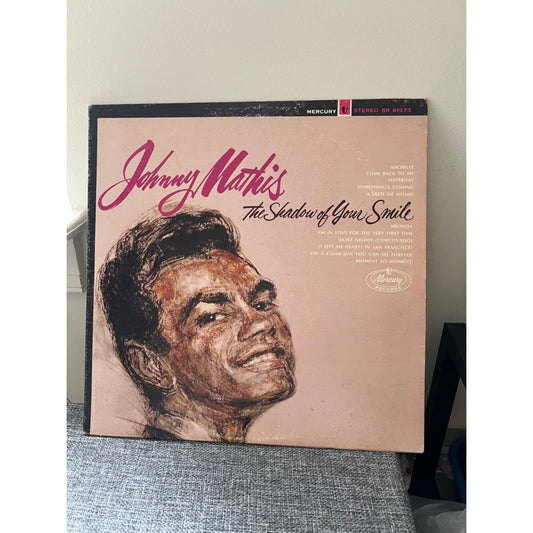 MERCURY STEREO SR 61073
Johnny Mathis
The Shadow of Your Smile
MICHELLE
COME BACK TO ME
YESTERDAY
SOMETHING'S COMING
A TASTE OF HONEY
MELINDA
I'M IN LOVE FOR THE VERY FIRST TIME
QUIET NIGHTS (CORCOVADO)
(I LEFT MY HEART) IN SAN FRANCISCO
ON A CLEAR DAY YOU CAN SEE FOREVER
MOMENT TO MOMENT
Mercury
RECORDS